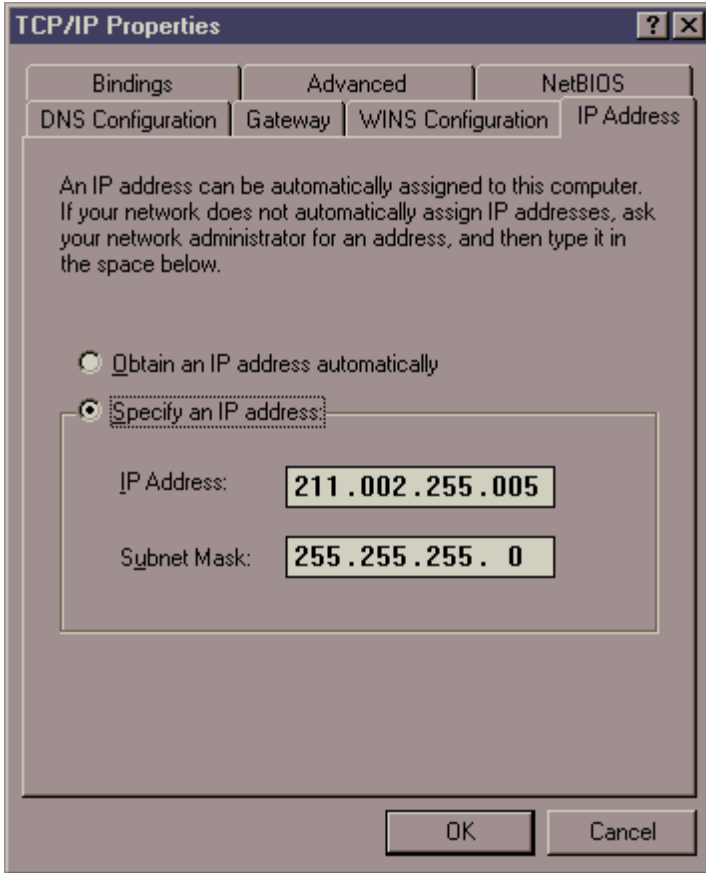 TCP/IP Properties
Bindings
Advanced
NetBIOS
DNS Configuration
Gateway
WINS Configuration
IP Address
An IP address can be automatically assigned to this computer.
If your network does not automatically assign IP addresses, ask
your network administrator for an address, and then type it in
the space below.
Obtain an IP address automatically
Specify an IP address:
IP Address:
211.002.255.005
Subnet Mask:
255.255.255. 0
OK
Cancel